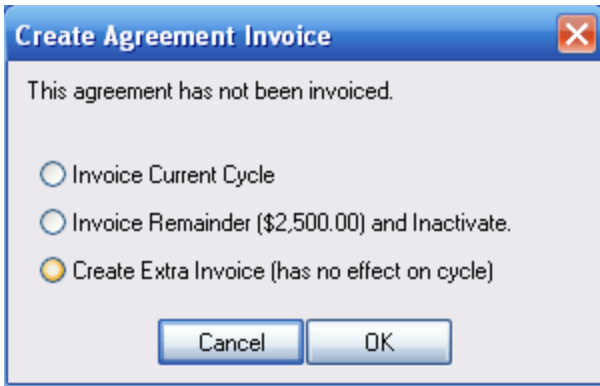 Create Agreement Invoice
This agreement has not been invoiced.
Invoice Current Cycle
Invoice Remainder ($2,500.00) and Inactivate.
Create Extra Invoice (has no effect on cycle)
Cancel OK